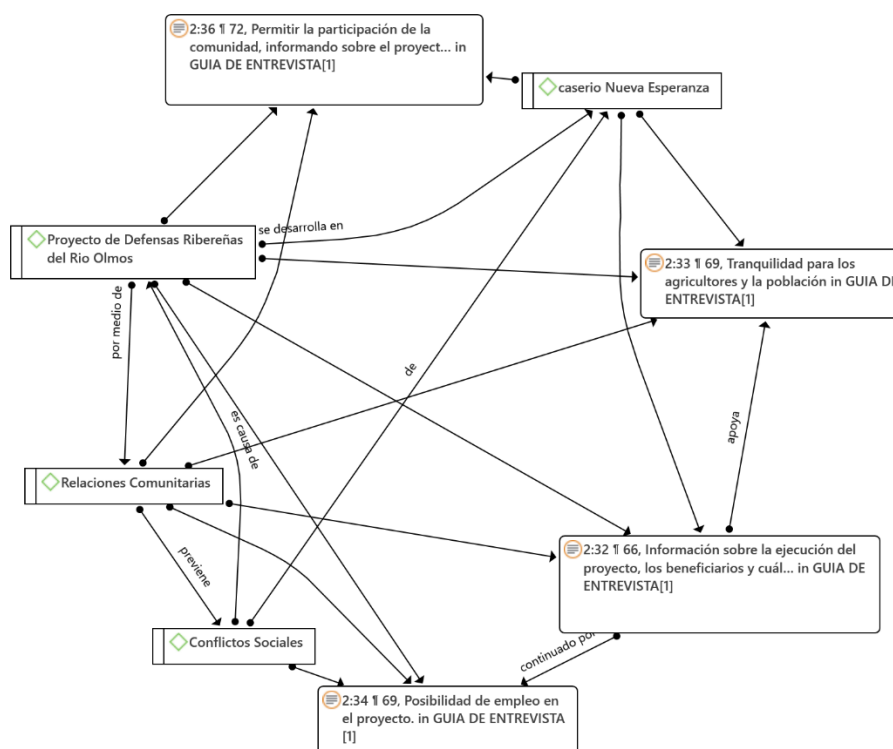 2:36 ¶ 72, Permitir la participación de la
comunidad, informando sobre el proyect... in
GUIA DE ENTREVISTA[1]
caserio Nueva Esperanza
Proyecto de Defensas Ribereñas
del Rio Olmos
se desarrolla en
2:33 ¶ 69, Tranquilidad para los
agricultores y la población in GUIA DE
ENTREVISTA[1]
por medio de
de
es causa de
apoya
Relaciones Comunitarias
2:32 ¶ 66, Información sobre la ejecución del
proyecto, los beneficiarios y cuál... in GUIA DE
ENTREVISTA[1]
previene
Conflictos Sociales
continuado por
2:34 ¶ 69, Posibilidad de empleo en
el proyecto. in GUIA DE ENTREVISTA
[1]